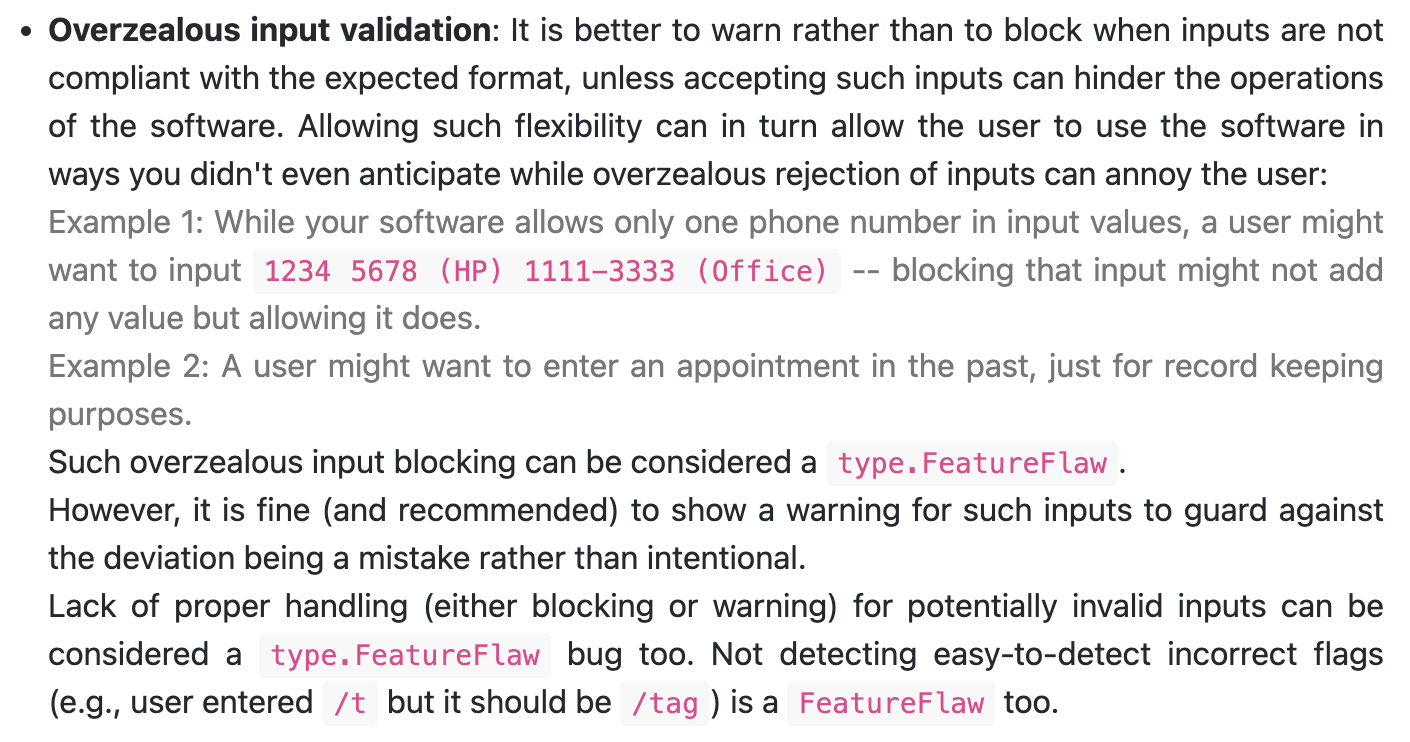 • Overzealous input validation: It is better to warn rather than to block when inputs are not
compliant with the expected format, unless accepting such inputs can hinder the operations
of the software. Allowing such flexibility can in turn allow the user to use the software in
ways you didn't even anticipate while overzealous rejection of inputs can annoy the user:
Example 1: While your software allows only one phone number in input values, a user might
want to input 1234 5678 (HP) 1111-3333 (Office) -- blocking that input might not add
any value but allowing it does.
Example 2: A user might want to enter an appointment in the past, just for record keeping
purposes.
Such overzealous input blocking can be considered a type.FeatureFlaw.
However, it is fine (and recommended) to show a warning for such inputs to guard against
the deviation being a mistake rather than intentional.
Lack of proper handling (either blocking or warning) for potentially invalid inputs can be
considered a type.FeatureFlaw bug too. Not detecting easy-to-detect incorrect flags
(e.g., user entered /t but it should be /tag) is a FeatureFlaw too.